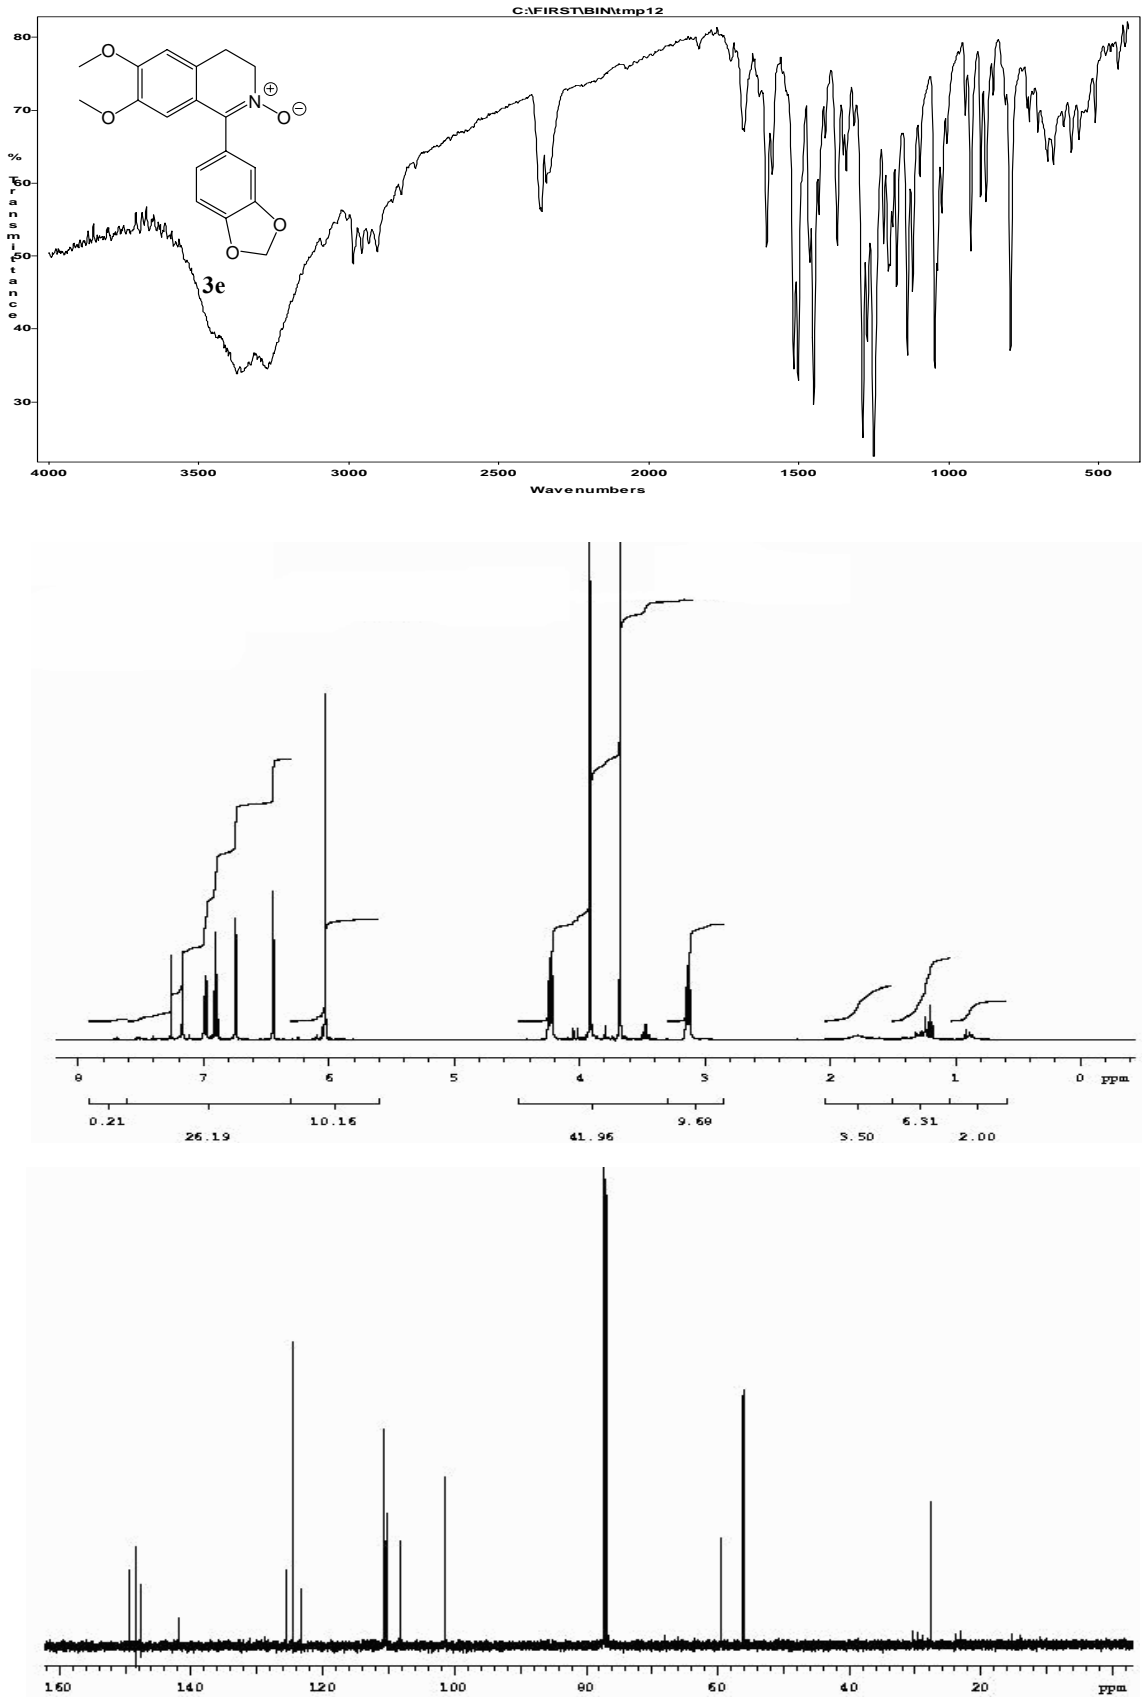 C:\FIRST\BIN\tmp12
80
70
60
50
40
30
% Transmittance
O
O
N
⊕
O
⊖
O
O
3e
4000 3500 3000 2500 2000 1500 1000 500
Wavenumbers
8 7 6 5 4 3 2 1 0 ppm
0.21 10.16 9.68 6.31
26.19 41.96 3.50 2.00
160 140 120 100 80 60 40 20 ppm